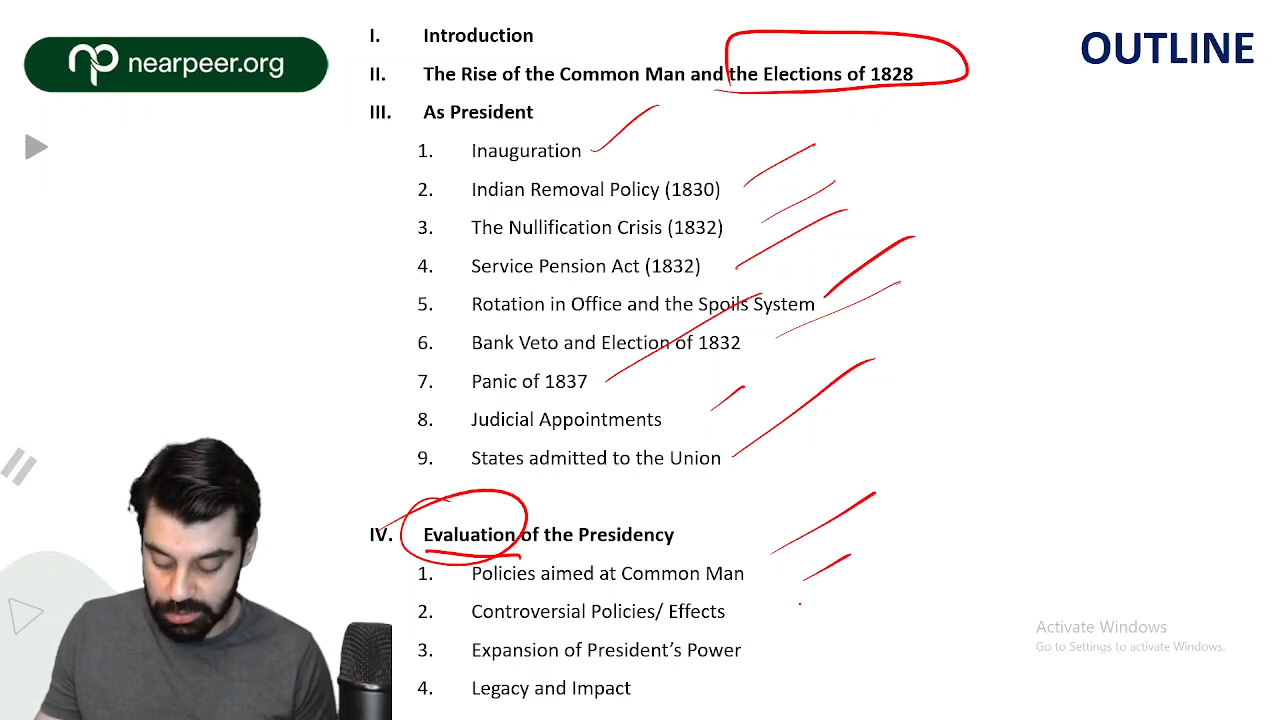 nearpeer.org
OUTLINE
I. Introduction
II. The Rise of the Common Man and the Elections of 1828
III. As President
1. Inauguration
2. Indian Removal Policy (1830)
3. The Nullification Crisis (1832)
4. Service Pension Act (1832)
5. Rotation in Office and the Spoils System
6. Bank Veto and Election of 1832
7. Panic of 1837
8. Judicial Appointments
9. States admitted to the Union
IV. Evaluation of the Presidency
1. Policies aimed at Common Man
2. Controversial Policies/ Effects
3. Expansion of President's Power
4. Legacy and Impact
Activate Windows
Go to Settings to activate Windows.